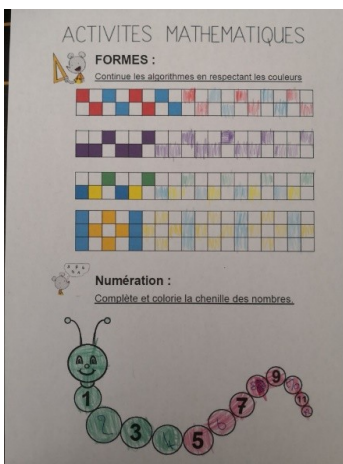 ACTIVITES MATHEMATIQUES
FORMES :
Continue les algorithmes en respectant les couleurs
Numération :
Complète et colorie la chenille des nombres.
1
3
5
7
9
11